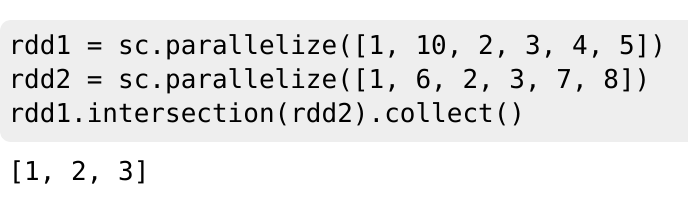 rdd1 = sc.parallelize([1, 10, 2, 3, 4, 5])
rdd2 = sc.parallelize([1, 6, 2, 3, 7, 8])
rdd1.intersection(rdd2).collect()
[1, 2, 3]